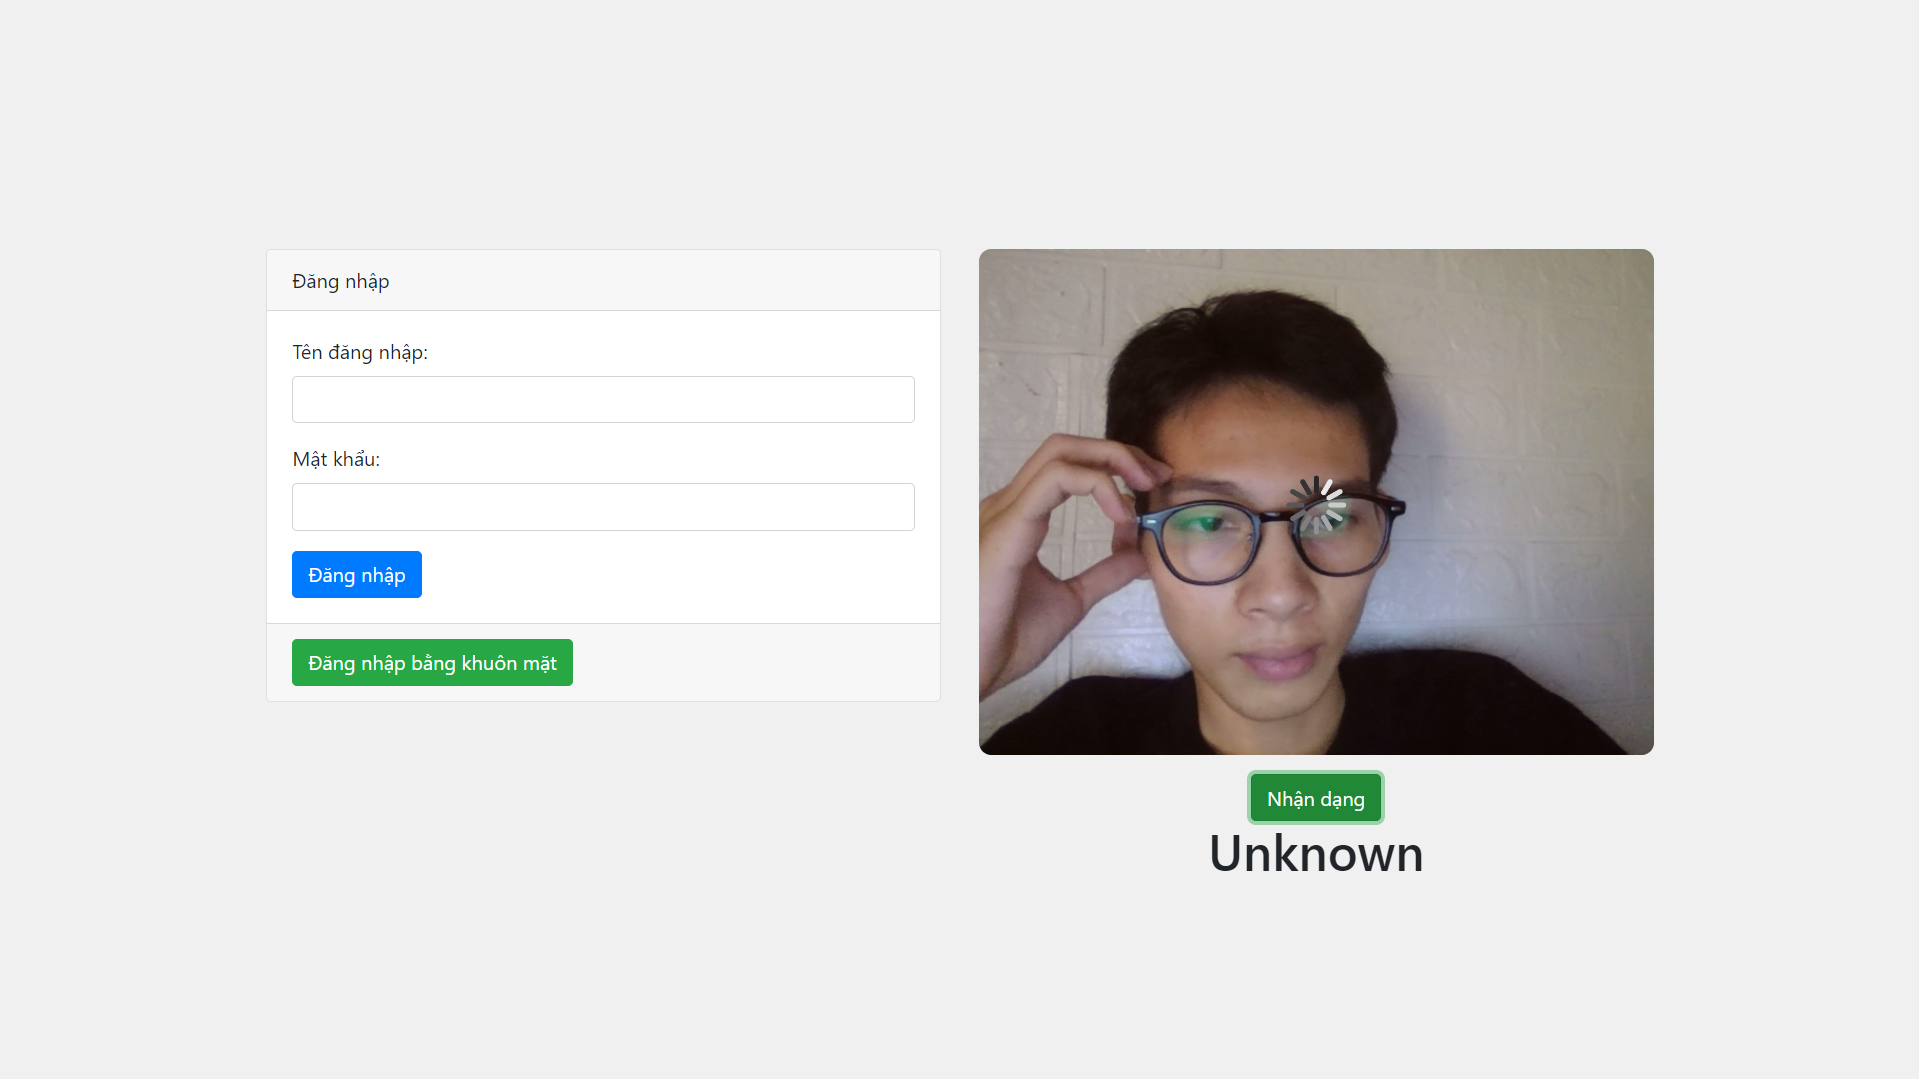 Đăng nhập
Tên đăng nhập:
Mật khẩu:
Đăng nhập
Đăng nhập bằng khuôn mặt
Nhận dạng
Unknown